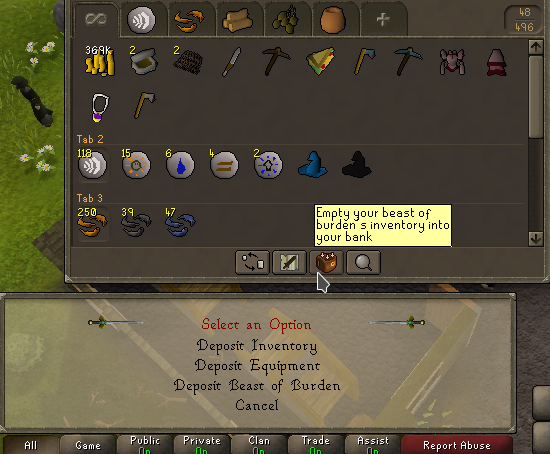 48
496
369k
2
2
Tab 2
118
15
6
4
2
Tab 3
250
39
47
Empty your beast of
burden's inventory into
your bank
Select an Option
Deposit Inventory
Deposit Equipment
Deposit Beast of Burden
Cancel
All
Game
Public
On
Private
On
Clan
On
Trade
On
Assist
On
Report Abuse